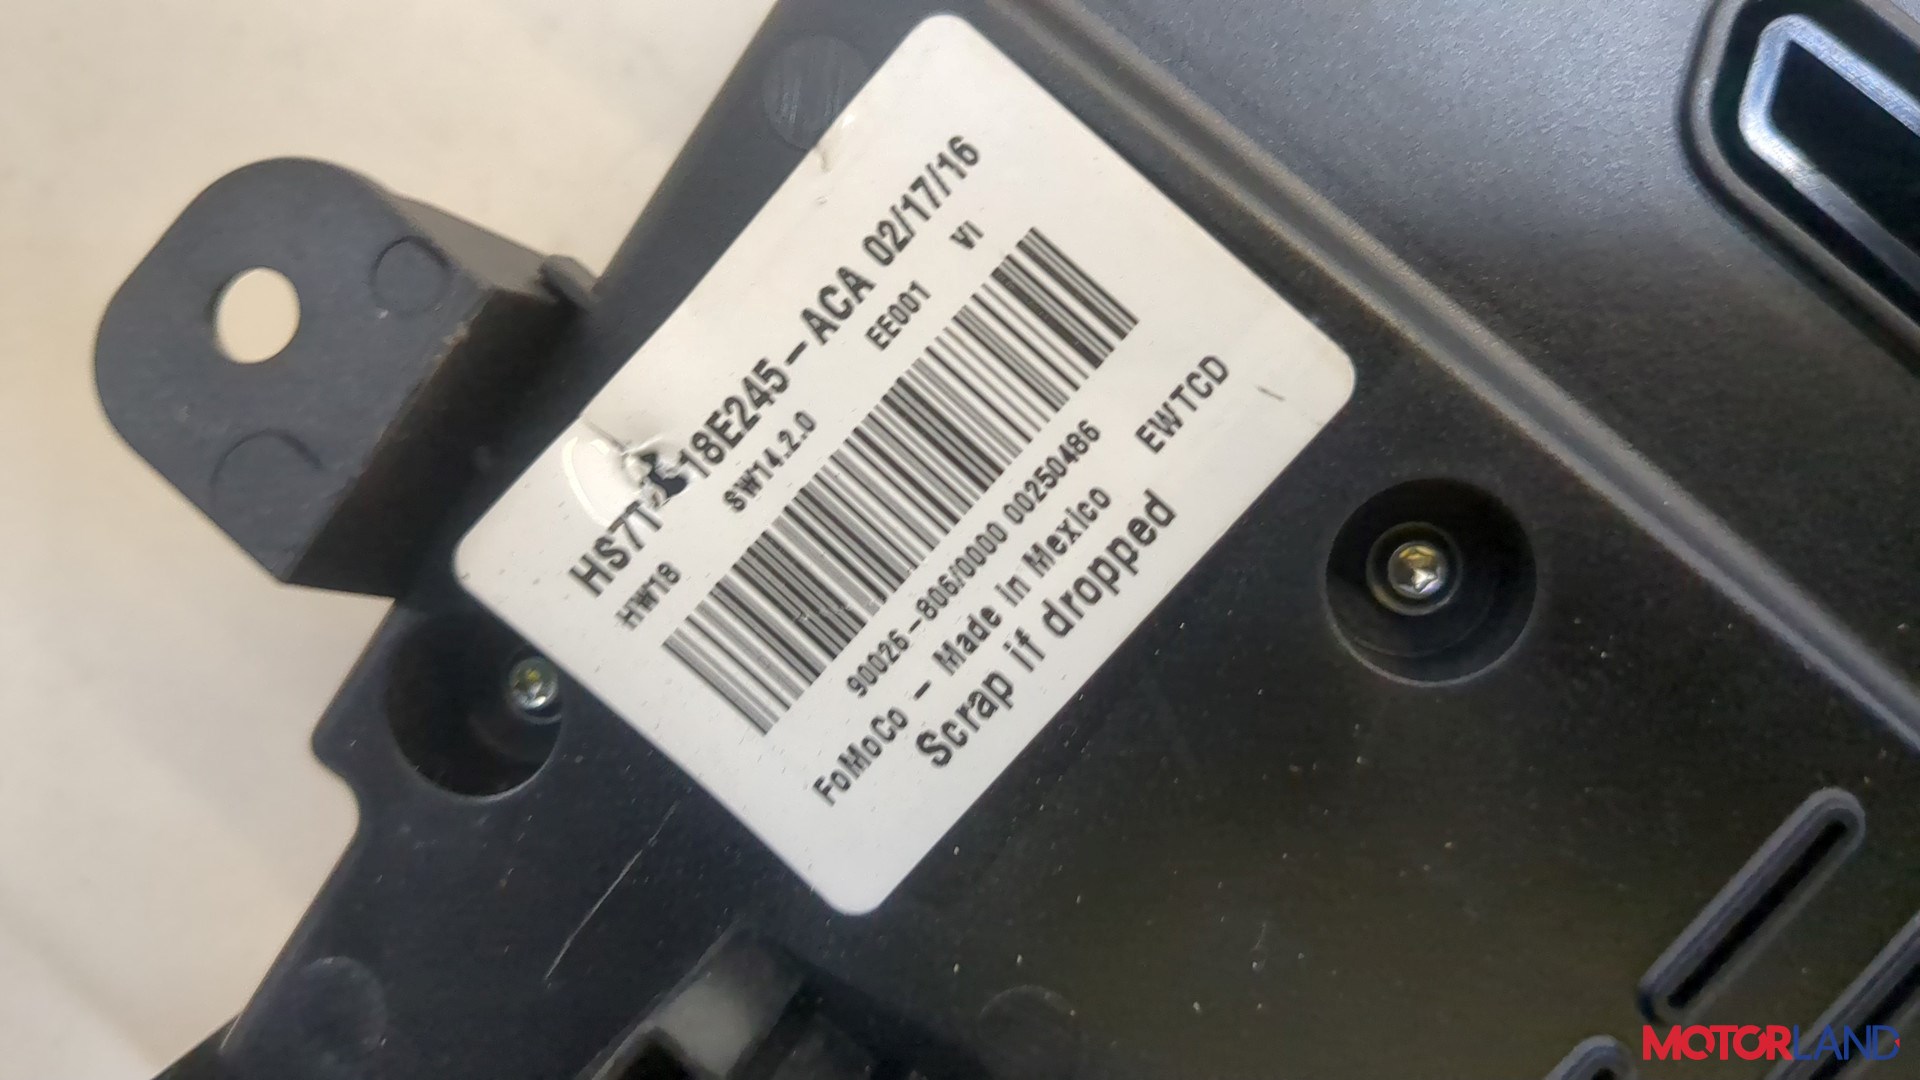 HS7T-18E245-ACA 02/17/16
HW18 SW14.2.0 EE001 VI
90026-806/0000 00250486
FoMoCo - Made in Mexico EWTCD
Scrap if dropped
MOTORLAND